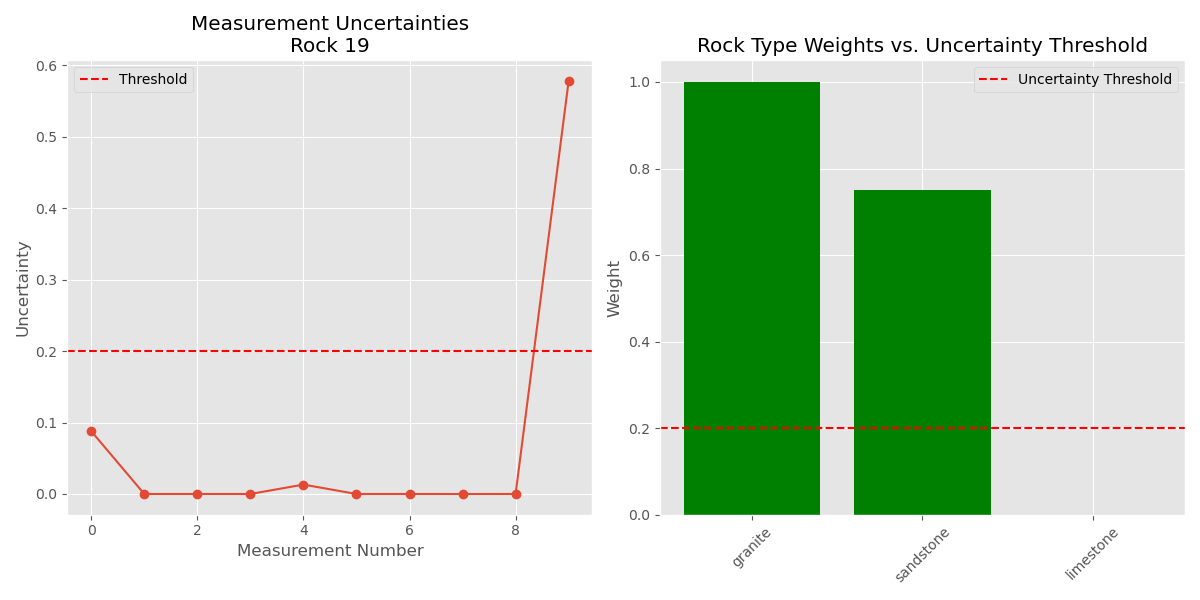 Measurement Uncertainties
Rock 19
Threshold
0.6
0.5
0.4
0.3
0.2
0.1
0.0
Uncertainty
0 2 4 6 8
Measurement Number
Rock Type Weights vs. Uncertainty Threshold
Uncertainty Threshold
1.0
0.8
0.6
0.4
0.2
0.0
Weight
granite
sandstone
limestone